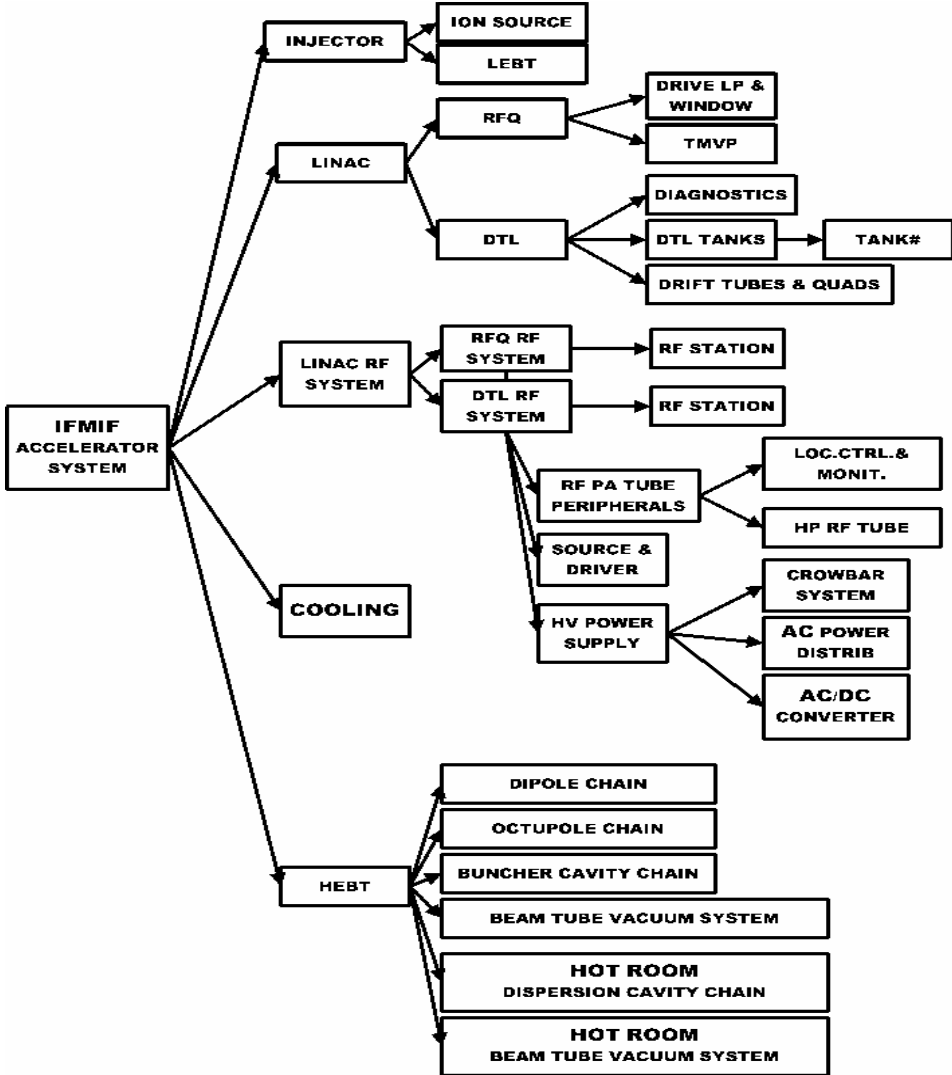 ION SOURCE
INJECTOR
LEBT
DRIVE LP &
WINDOW
RFQ
TMVP
LINAC
DIAGNOSTICS
DTL
DTL TANKS
TANK#
DRIFT TUBES & QUADS
RFQ RF
SYSTEM
RF STATION
LINAC RF
SYSTEM
DTL RF
SYSTEM
RF STATION
IFMIF
ACCELERATOR
SYSTEM
LOC.CTRL.&
MONIT.
RF PA TUBE
PERIPHERALS
HP RF TUBE
SOURCE &
DRIVER
CROWBAR
SYSTEM
COOLING
HV POWER
SUPPLY
AC POWER
DISTRIB
AC/DC
CONVERTER
DIPOLE CHAIN
OCTUPOLE CHAIN
HEBT
BUNCHER CAVITY CHAIN
BEAM TUBE VACUUM SYSTEM
HOT ROOM
DISPERSION CAVITY CHAIN
HOT ROOM
BEAM TUBE VACUUM SYSTEM